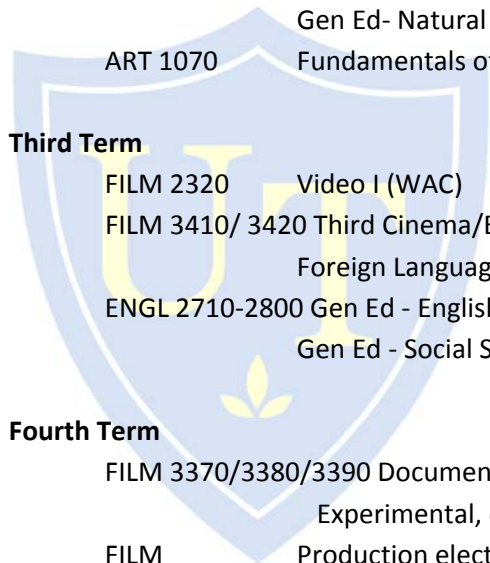 Gen Ed- Natural
ART 1070 Fundamentals o
Third Term
FILM 2320 Video I (WAC)
FILM 3410/ 3420 Third Cinema/
Foreign Languag
ENGL 2710-2800 Gen Ed - English
Gen Ed - Social S
UT
Fourth Term
FILM 3370/3380/3390 Documen
Experimental,
FILM Production elect